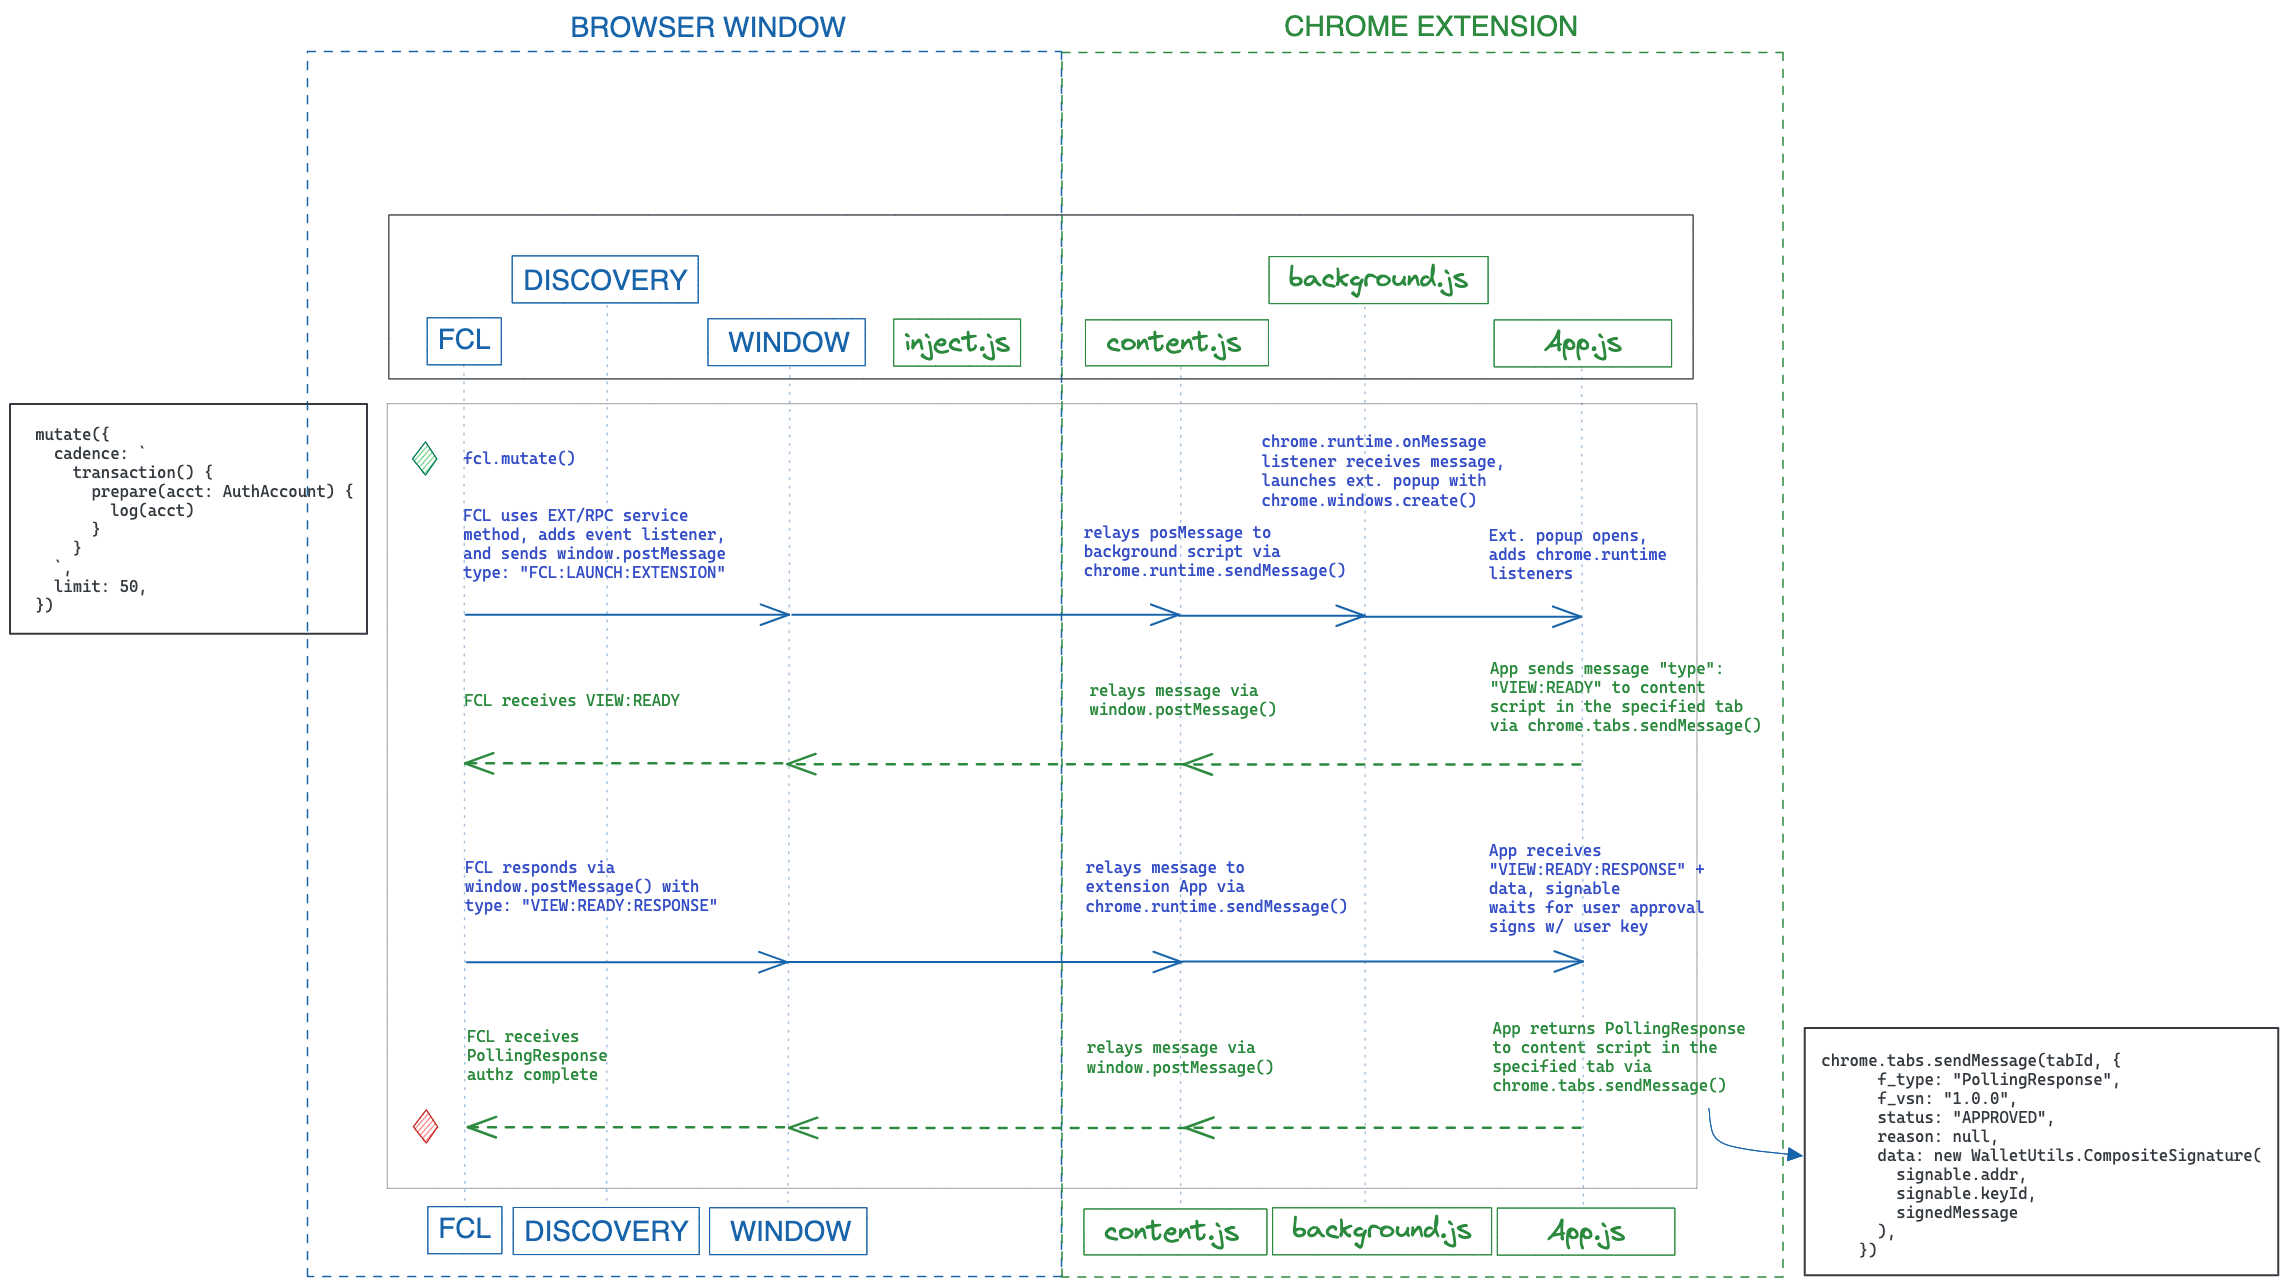 BROWSER WINDOW
CHROME EXTENSION
DISCOVERY
background.js
FCL
WINDOW
inject.js
content.js
App.js
mutate({
cadence: `
transaction() {
prepare(acct: AuthAccount) {
log(acct)
}
}
`,
limit: 50,
})
fcl.mutate()
FCL uses EXT/RPC service
method, adds event listener,
and sends window.postMessage
type: "FCL:LAUNCH:EXTENSION"
relays posMessage to
background script via
chrome.runtime.sendMessage()
chrome.runtime.onMessage
listener receives message,
launches ext. popup with
chrome.windows.create()
Ext. popup opens,
adds chrome.runtime
listeners
FCL receives VIEW:READY
relays message via
window.postMessage()
App sends message "type":
"VIEW:READY" to content
script in the specified tab
via chrome.tabs.sendMessage()
FCL responds via
window.postMessage() with
type: "VIEW:READY:RESPONSE"
relays message to
extension App via
chrome.runtime.sendMessage()
App receives
"VIEW:READY:RESPONSE" +
data, signable
waits for user approval
signs w/ user key
FCL receives
PollingResponse
authz complete
relays message via
window.postMessage()
App returns PollingResponse
to content script in the
specified tab via
chrome.tabs.sendMessage()
chrome.tabs.sendMessage(tabId, {
f_type: "PollingResponse",
f_vsn: "1.0.0",
status: "APPROVED",
reason: null,
data: new WalletUtils.CompositeSignature(
signable.addr,
signable.keyId,
signedMessage
),
})
FCL
DISCOVERY
WINDOW
content.js
background.js
App.js